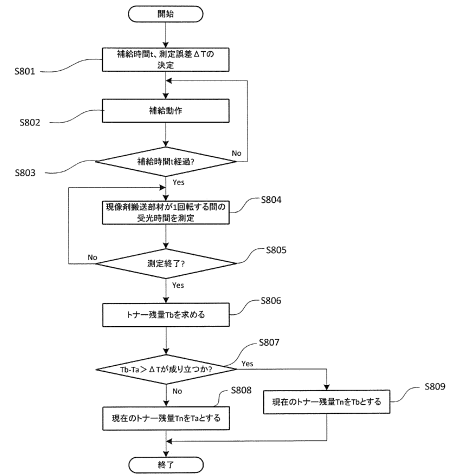 開始
補給時間t、測定誤差ΔTの
決定
S801
補給動作
S802
補給時間t経過?
No
S803
Yes
現像剤搬送部材が1回転する間の
受光時間を測定
S804
測定終了?
No
S805
Yes
トナー残量Tbを求める
S806
Tb-Ta>ΔTが成り立つか?
S807
Yes
No
現在のトナー残量TnをTaとする
S808
現在のトナー残量TnをTbとする
S809
終了